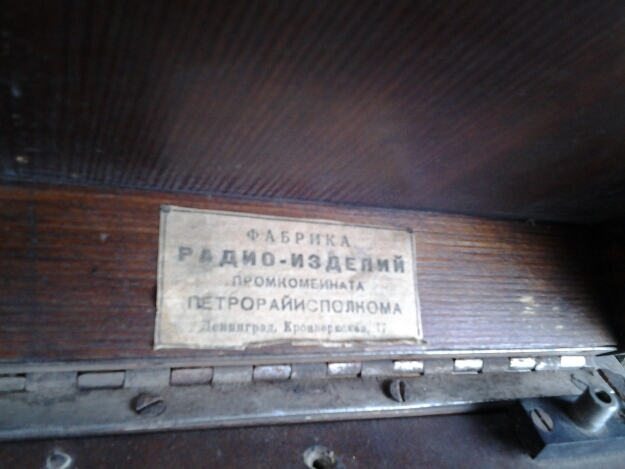 ФАБРИКА
РАДИО-ИЗДЕЛИЙ
ПРОМКОМБИНАТА
ПЕТРОРАЙИСПОЛКОМА
Ленинград, Кронверкская, 17